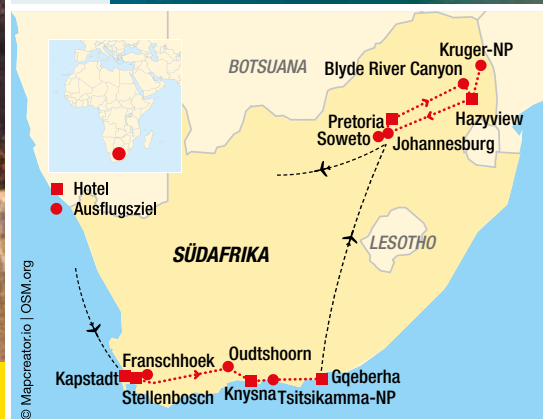 Kruger-NP
BOTSUANA
Blyde River Canyon
Pretoria
Hazyview
Soweto
Johannesburg
Hotel
Ausflugsziel
SÜDAFRIKA
LESOTHO
Franschhoek
Oudtshoorn
Kapstadt
Gqeberha
Stellenbosch
Knysna
Tsitsikamma-NP
© Mapcreator.io | OSM.org